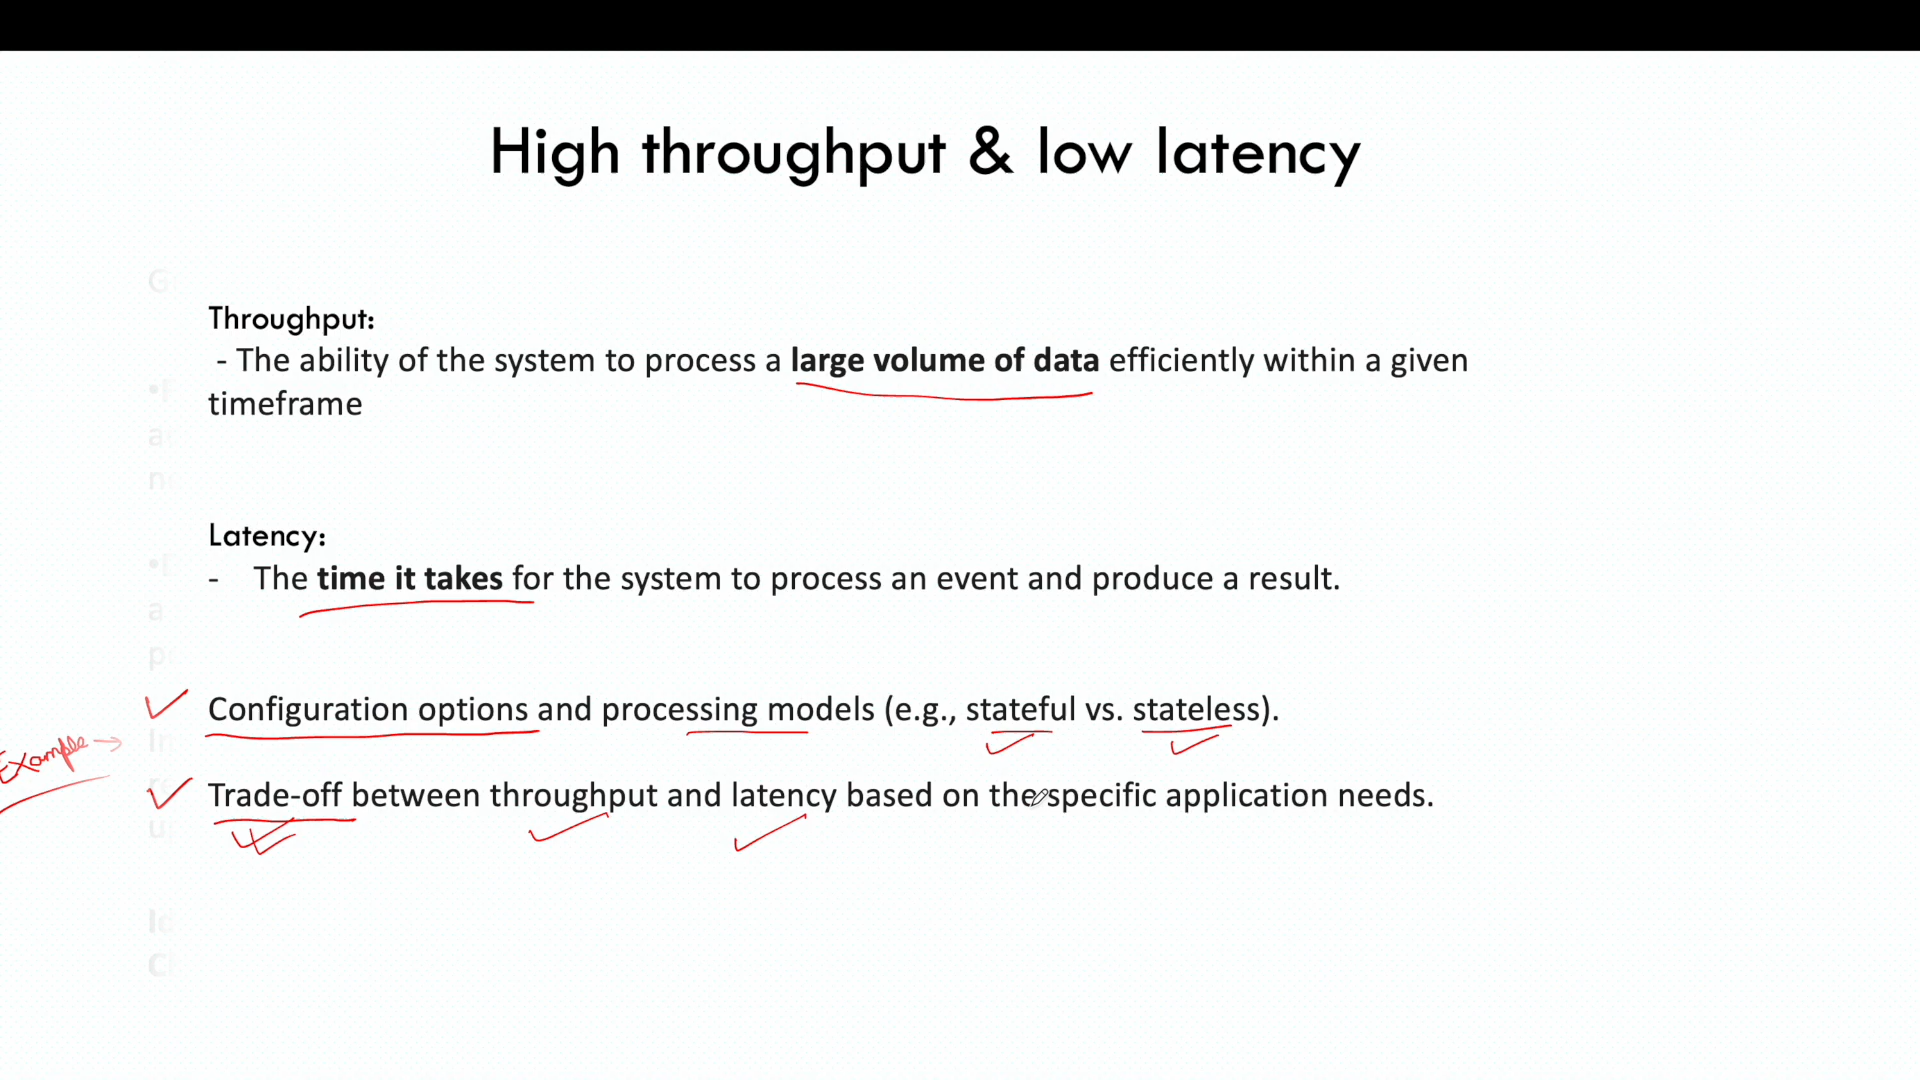 High throughput & low latency
Throughput:
- The ability of the system to process a large volume of data efficiently within a given
timeframe
Latency:
- The time it takes for the system to process an event and produce a result.
Configuration options and processing models (e.g., stateful vs. stateless).
Example
Trade-off between throughput and latency based on the specific application needs.